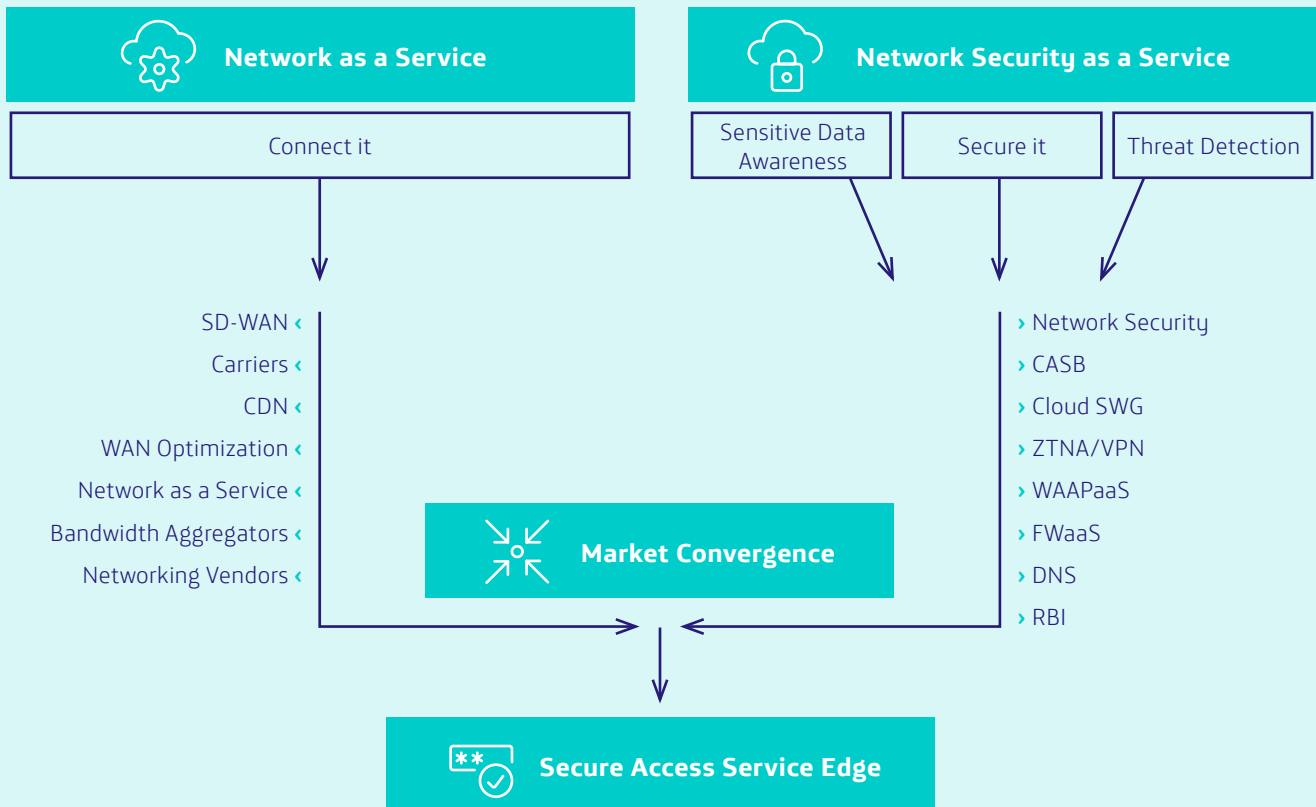 Network as a Service
Network Security as a Service
Connect it
Sensitive Data
Awareness
Secure it
Threat Detection
SD-WAN ‹
Carriers ‹
CDN ‹
WAN Optimization ‹
Network as a Service ‹
Bandwidth Aggregators ‹
Networking Vendors ‹
› Network Security
› CASB
› Cloud SWG
› ZTNA/VPN
› WAAPaaS
› FWaaS
› DNS
› RBI
Market Convergence
**
Secure Access Service Edge